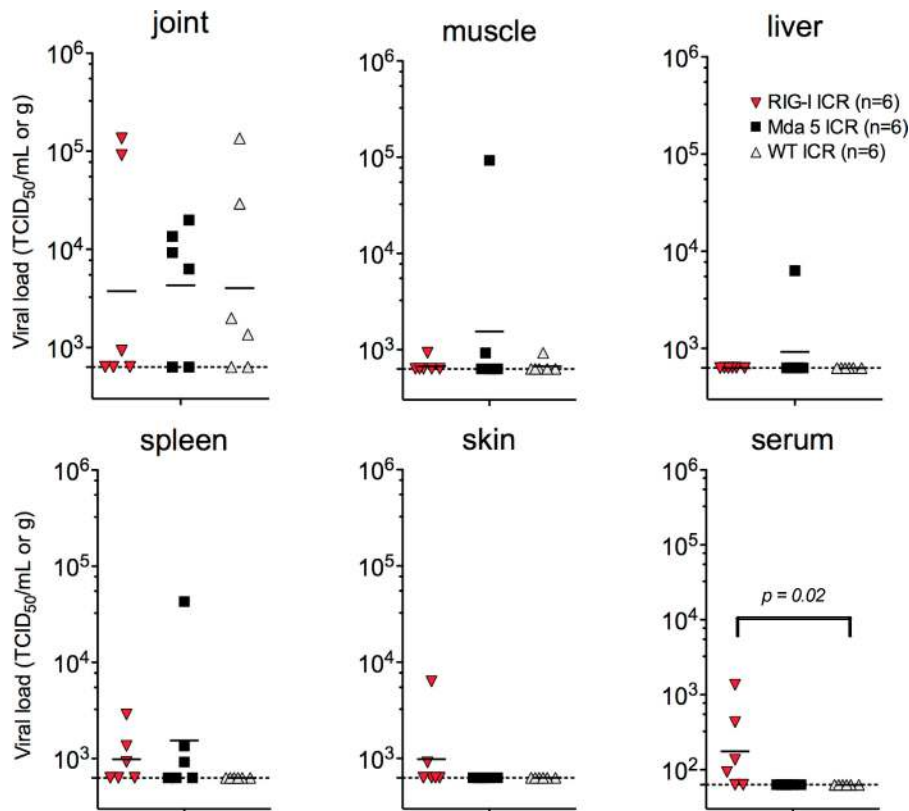 joint
muscle
liver
Viral load (TCID50/mL or g)
10^6
10^5
10^4
10^3
10^6
10^5
10^4
10^3
10^6
10^5
10^4
10^3
RIG-I ICR (n=6)
Mda 5 ICR (n=6)
WT ICR (n=6)
spleen
skin
serum
Viral load (TCID50/mL or g)
10^6
10^5
10^4
10^3
10^6
10^5
10^4
10^3
10^6
10^5
10^4
10^3
10^2
p = 0.02